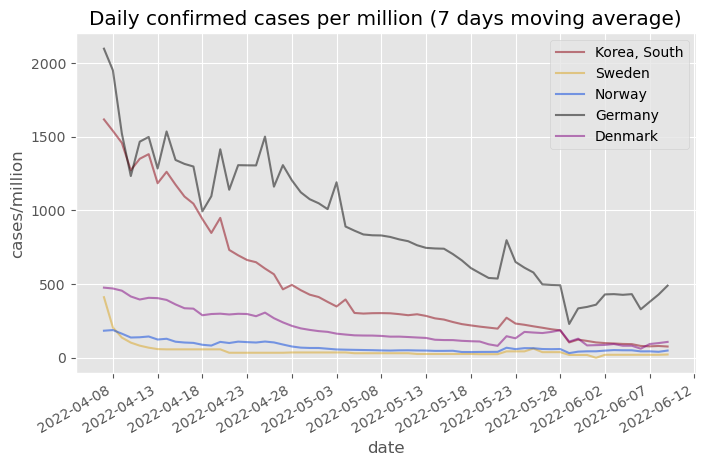 Daily confirmed cases per million (7 days moving average)
Korea, South
Sweden
Norway
Germany
Denmark
cases/million
2000
1500
1000
500
0
2022-04-08
2022-04-13
2022-04-18
2022-04-23
2022-04-28
2022-05-03
2022-05-08
2022-05-13
2022-05-18
2022-05-23
2022-05-28
2022-06-02
2022-06-07
2022-06-12
date